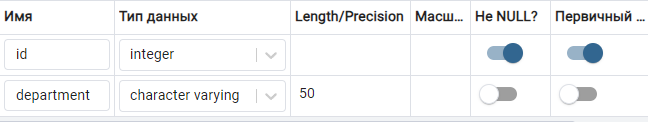 Имя Тип данных Length/Precision Масш... Не NULL? Первичный ...
id integer
department character varying 50